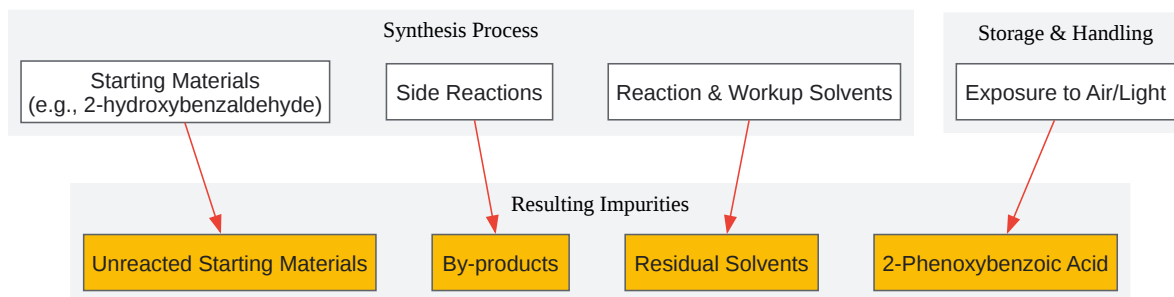 Synthesis Process
Storage & Handling
Starting Materials
(e.g., 2-hydroxybenzaldehyde)
Side Reactions
Reaction & Workup Solvents
Exposure to Air/Light
Resulting Impurities
Unreacted Starting Materials
By-products
Residual Solvents
2-Phenoxybenzoic Acid